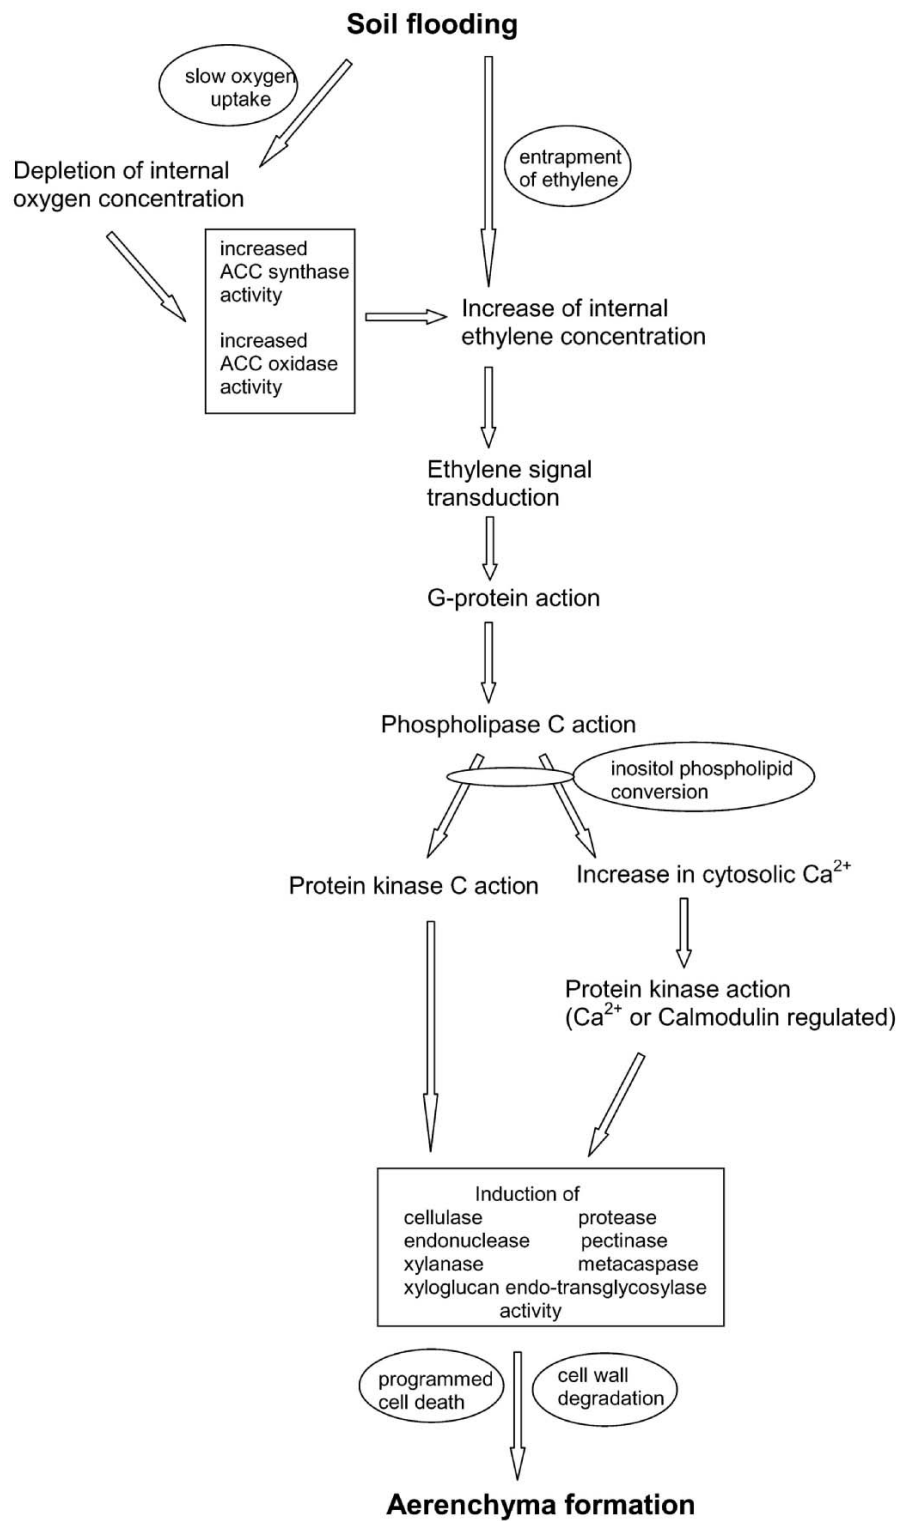 Soil flooding
slow oxygen
uptake
entrapment
of ethylene
Depletion of internal
oxygen concentration
increased
ACC synthase
activity
increased
ACC oxidase
activity
Increase of internal
ethylene concentration
Ethylene signal
transduction
G-protein action
Phospholipase C action
inositol phospholipid
conversion
Protein kinase C action
Increase in cytosolic Ca²⁺
Protein kinase action
(Ca²⁺ or Calmodulin regulated)
Induction of
cellulase protease
endonuclease pectinase
xylanase metacaspase
xyloglucan endo-transglycosylase
activity
programmed
cell death
cell wall
degradation
Aerenchyma formation